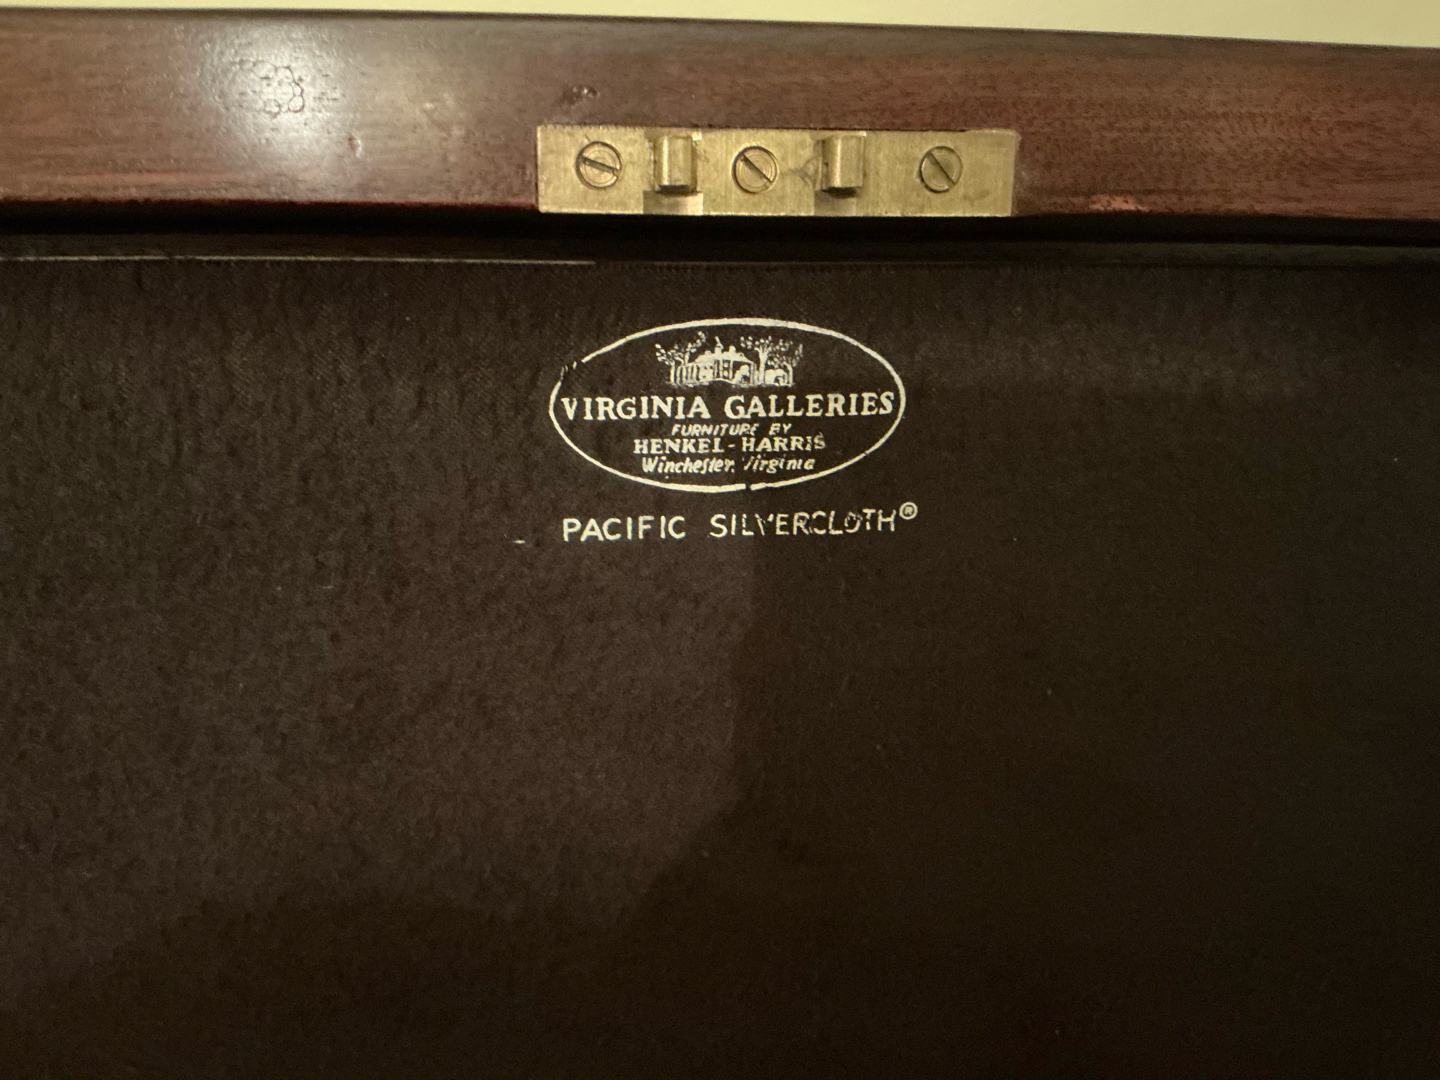 VIRGINIA GALLERIES
FURNITURE BY
HENKEL-HARRIS
Winchester, Virginia
PACIFIC SILVERCLOTH®